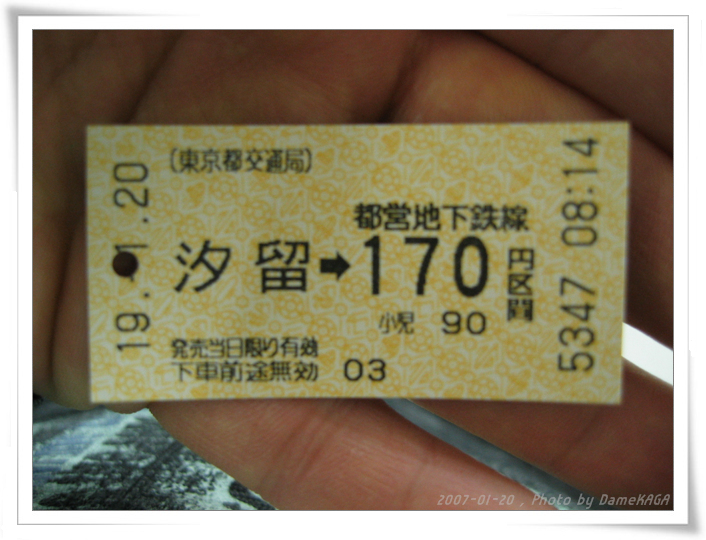 (東京都交通局)
都営地下鉄線
汐留➡170円区間
小児 90
発売当日限り有効
下車前途無効 03
19. 1.20
5347 08:14
2007-01-20 , Photo by DameKAGA